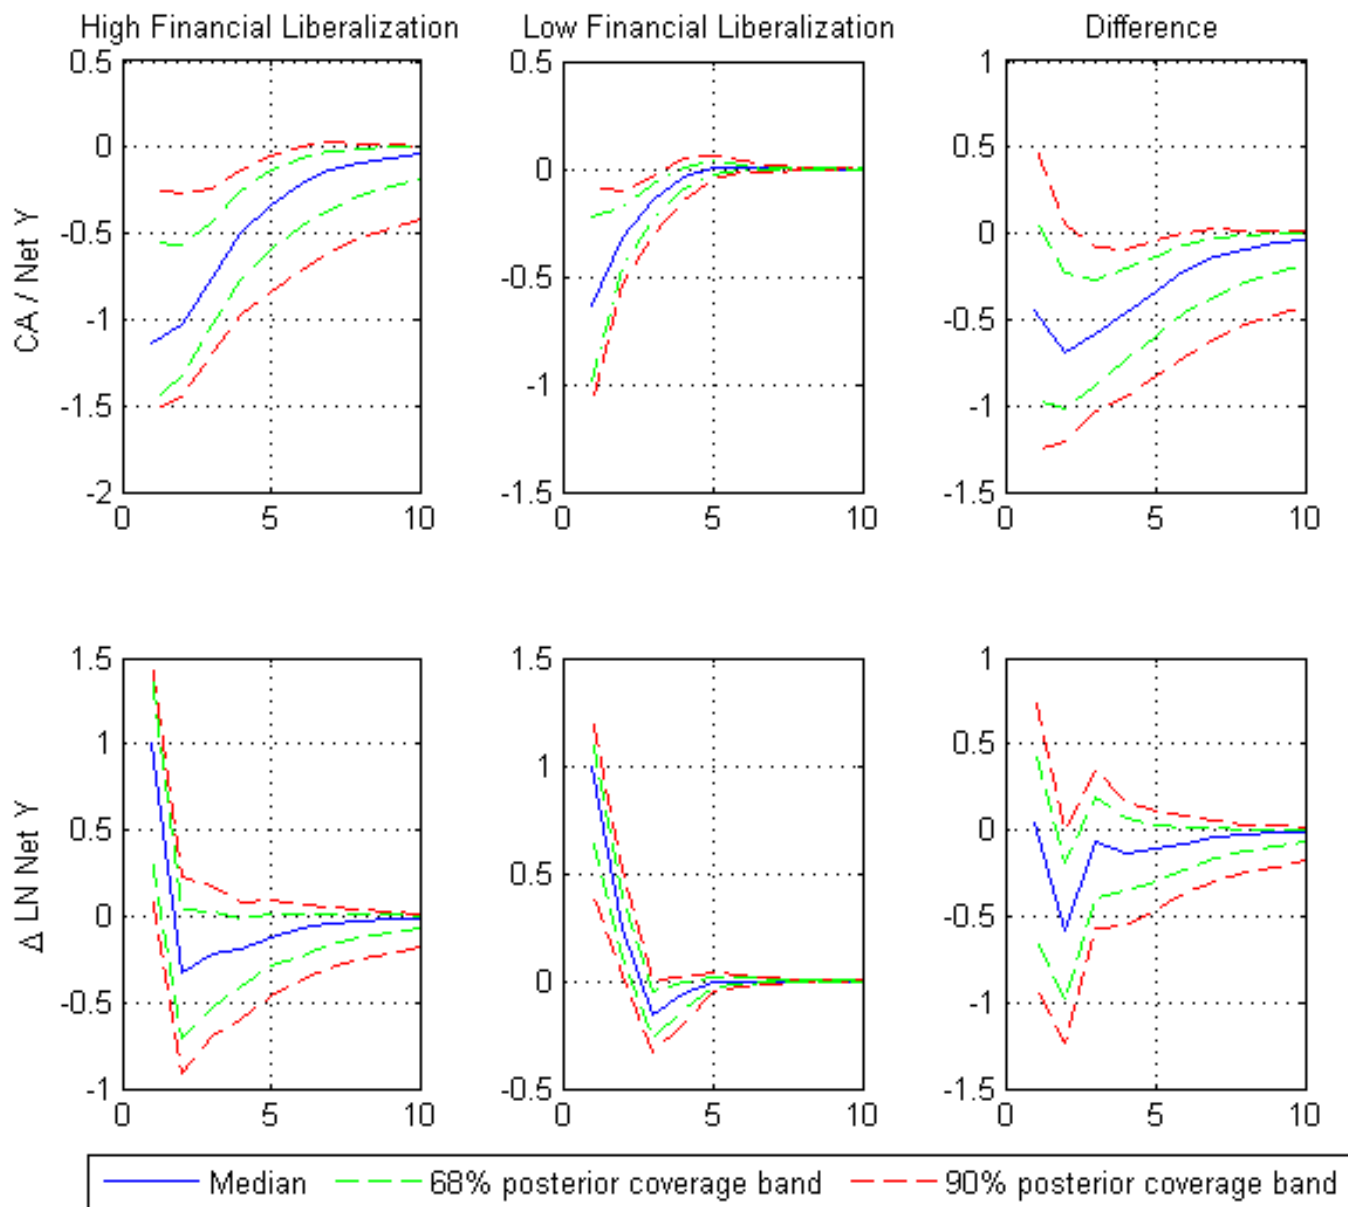 High Financial Liberalization Low Financial Liberalization Difference
0.5 0.5 1
0 0 0.5
-0.5 -0.5 0
-1 -1 -0.5
-1.5 -1.5 -1
-2 -1.5
CA / Net Y
0 5 10 0 5 10 0 5 10
1.5 1.5 1
1 1 0.5
0.5 0.5 0
0 0 -0.5
-0.5 -0.5 -1
-1 -1.5
Δ LN Net Y
0 5 10 0 5 10 0 5 10
Median 68% posterior coverage band 90% posterior coverage band